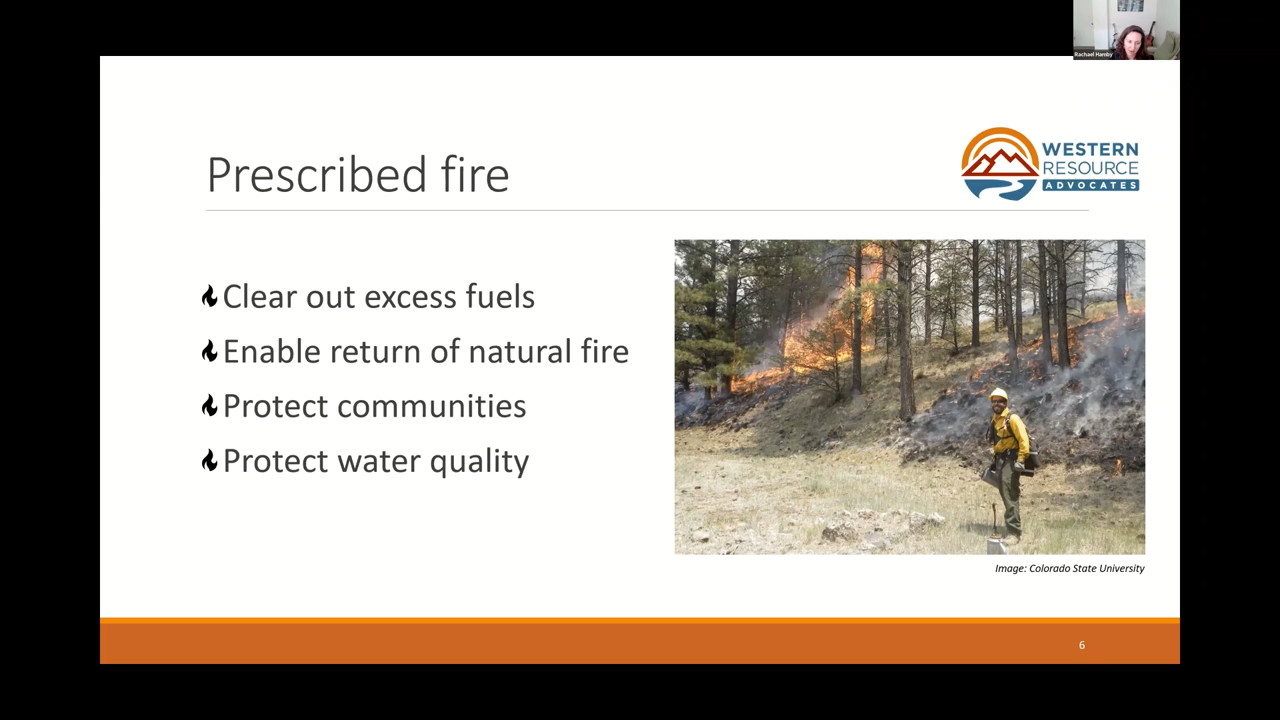 Rachael Hamby
Prescribed fire
WESTERN
RESOURCE
ADVOCATES
Clear out excess fuels
Enable return of natural fire
Protect communities
Protect water quality
Image: Colorado State University
6